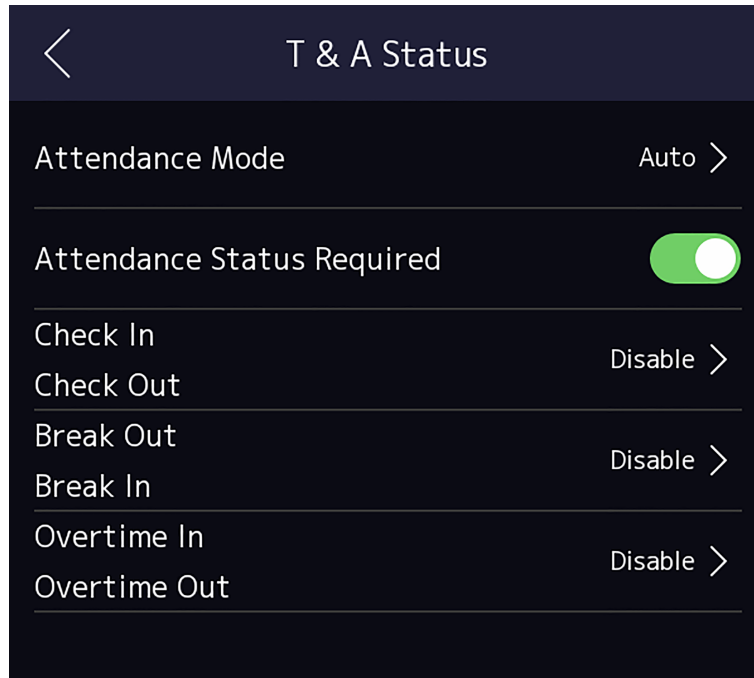 T & A Status
Attendance Mode Auto
Attendance Status Required
Check In
Check Out
Disable
Break Out
Break In
Disable
Overtime In
Overtime Out
Disable